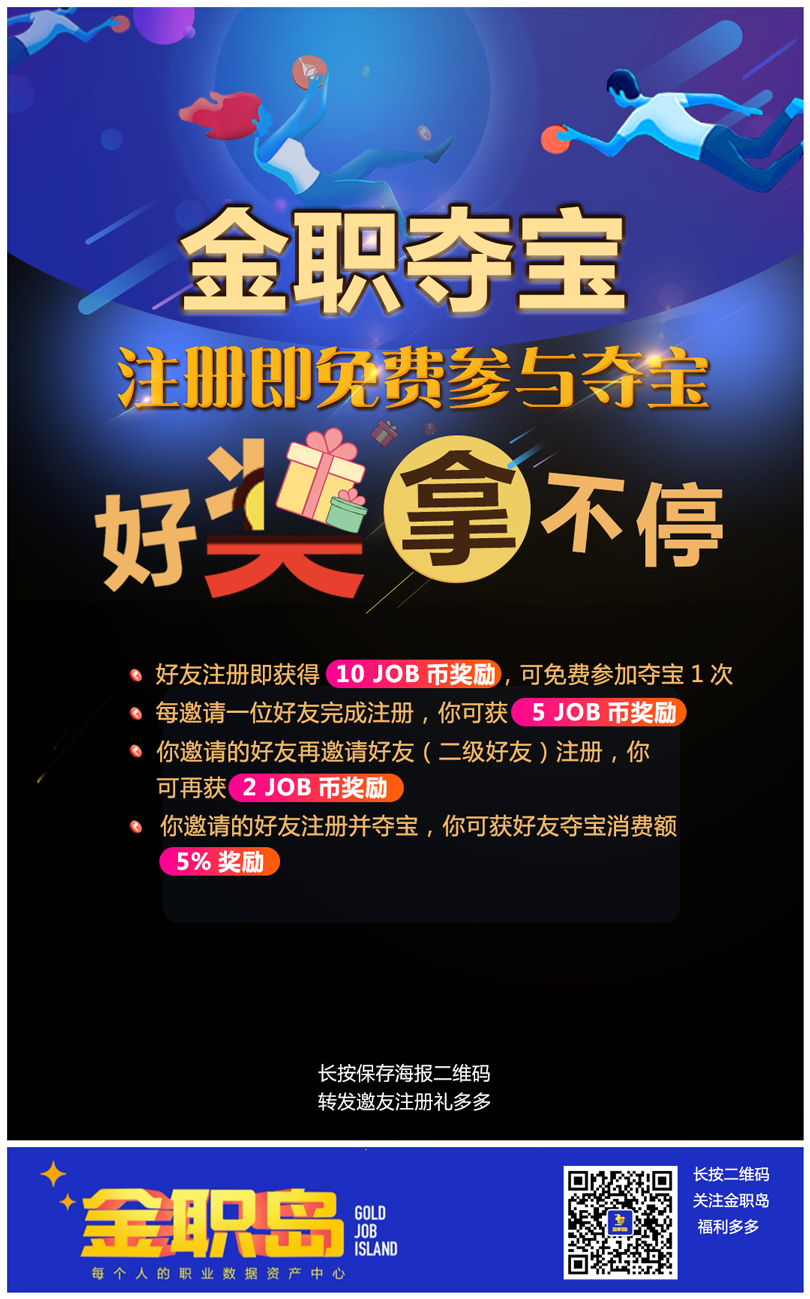 金职夺宝
注册即免费参与夺宝
好奖拿不停
好友注册即获得 10 JOB 币奖励，可免费参加夺宝 1 次
每邀请一位好友完成注册，你可获 5 JOB 币奖励
你邀请的好友再邀请好友（二级好友）注册，你
可再获 2 JOB 币奖励
你邀请的好友注册并夺宝，你可获好友夺宝消费额
5% 奖励
长按保存海报二维码
转发邀友注册礼多多
金职岛
GOLD
JOB
ISLAND
每个人的职业数据资产中心
长按二维码
关注金职岛
福利多多